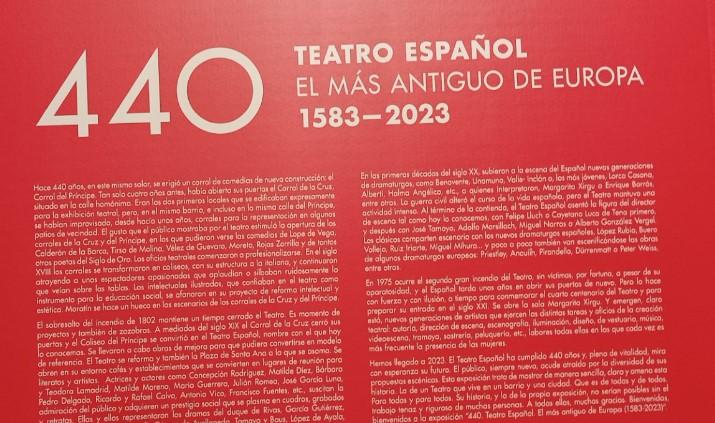 440
TEATRO ESPAÑOL
EL MÁS ANTIGUO DE EUROPA
1583—2023
Hace 440 años, en este mismo solar, se erigió un corral de comedias de nueva construcción: el
Corral del Príncipe. Tan solo cuatro años antes, había abierto sus puertas el Corral de la Cruz,
situado en la calle homónima. Eran los dos primeros locales que se edificaban expresamente
para la exhibición teatral, pero, en el mismo barrio, e incluso en la misma calle del Príncipe,
se habían improvisado, desde hacía unos años, corrales para la representación en algunos
patios de vecindad. El gusto que el público mostraba por el teatro estimuló la apertura de los
corrales de la Cruz y del Príncipe, en los que pudieron verse las comedias de Lope de Vega,
Calderón de la Barca, Tirso de Molina, Vélez de Guevara, Moreto, Rojas Zorrilla y de tantos
otros poetas del Siglo de Oro. Los oficios teatrales comenzaron a profesionalizarse. En el siglo
XVIII los corrales se transformaron en coliseos, con su estructura a la italiana, y continuaron
atrayendo a unos espectadores apasionados que aplaudían o silbaban ruidosamente lo
que veían sobre las tablas. Los intelectuales ilustrados, que confiaban en el teatro como
instrumento para la educación social, se afanaron en su proyecto de reforma intelectual y
estética. Moratín se hace un hueco en los escenarios de los corrales de la Cruz y del Príncipe.
El sobresalto del incendio de 1802 mantiene un tiempo cerrado el Teatro. Es momento de
proyectos y también de zozobras. A mediados del siglo XIX el Corral de la Cruz cerró sus
puertas y el Coliseo del Príncipe se convirtió en el Teatro Español, nombre con el que hoy
lo conocemos. Se llevaron a cabo obras de mejora para que pudiera convertirse en modelo
de referencia. El Teatro se reforma y también la Plaza de Santa Ana a la que se asoma. Se
abren en su entorno cafés y establecimientos que se convierten en lugares de reunión para
literatos y artistas. Actrices y actores como Concepción Rodríguez, Matilde Díez, Bárbara
y Teodora Lamadrid, Matilde Moreno, María Guerrero, Julián Romea, José García Luna,
Pedro Delgado, Ricardo y Rafael Calvo, Antonio Vico, Francisco Fuentes, etc., suscitan la
admiración del público y adquieren un prestigio social que se plasma en cuadros, grabados
y retratos. Ellas y ellos representaron los dramas del duque de Rivas, García Gutiérrez,
Tamayo y Baus, López de Ayala,
En las primeras décadas del siglo XX, subieron a la escena del Español nuevas generaciones
de dramaturgos, como Benavente, Unamuno, Valle-Inclán o, los más jóvenes, Lorca Casona,
Alberti, Halma Angélico, etc., a quienes interpretaron, Margarita Xirgu o Enrique Borrás,
entre otros. La guerra civil alteró el curso de la vida española, pero el Teatro mantuvo una
actividad intensa. Al término de la contienda, el Teatro Español asentó la figura del director
de escena tal como hoy lo conocemos, con Felipe Lluch o Cayetano Luca de Tena primero,
y después con José Tamayo, Adolfo Marsillach, Miguel Narros o Alberto González Vergel.
Los clásicos comparten escenario con los nuevos dramaturgos españoles, López Rubio, Buero
Vallejo, Ruiz Iriarte, Miguel Mihura... y poco a poco también van escenificándose las obras
de algunos dramaturgos europeos: Priestley, Anouilh, Pirandello, Dürrenmatt o Peter Weiss,
entre otros.
En 1975 ocurre el segundo gran incendio del Teatro, sin víctimas, por fortuna, a pesar de su
aparatosidad, y el Español tarda unos años en abrir sus puertas de nuevo. Pero lo hace
con fuerza y con ilusión, a tiempo para conmemorar el cuarto centenario del Teatro y para
preparar su entrada en el siglo XXI. Se abre la sala Margarita Xirgu. Y emergen, claro
está, nuevas generaciones de artistas que ejercen las distintas tareas y oficios de la creación
teatral: autoría, dirección de escena, escenografía, iluminación, diseño, de vestuario, música,
videoescena, tramoya, sastrería, peluquería, etc., labores todas ellas en las que cada vez es
más frecuente la presencia de las mujeres.
Hemos llegado a 2023. El Teatro Español ha cumplido 440 años y, pleno de vitalidad, mira
con esperanza su futuro. El público, siempre nuevo, acude atraído por la diversidad de sus
propuestas escénicas. Esta exposición trata de mostrar de manera sencilla, clara y amena esta
historia. La de un Teatro que vive en un barrio y una ciudad. Que es de todas y de todos.
Para todas y para todos. Su historia, y la de la propia exposición, no serían posibles sin el
trabajo tenaz y riguroso de muchas personas. A todas ellas, muchas gracias. Bienvenidas,
bienvenidos a la exposición "440. Teatro Español. El más antiguo de Europa (1583-2023)".